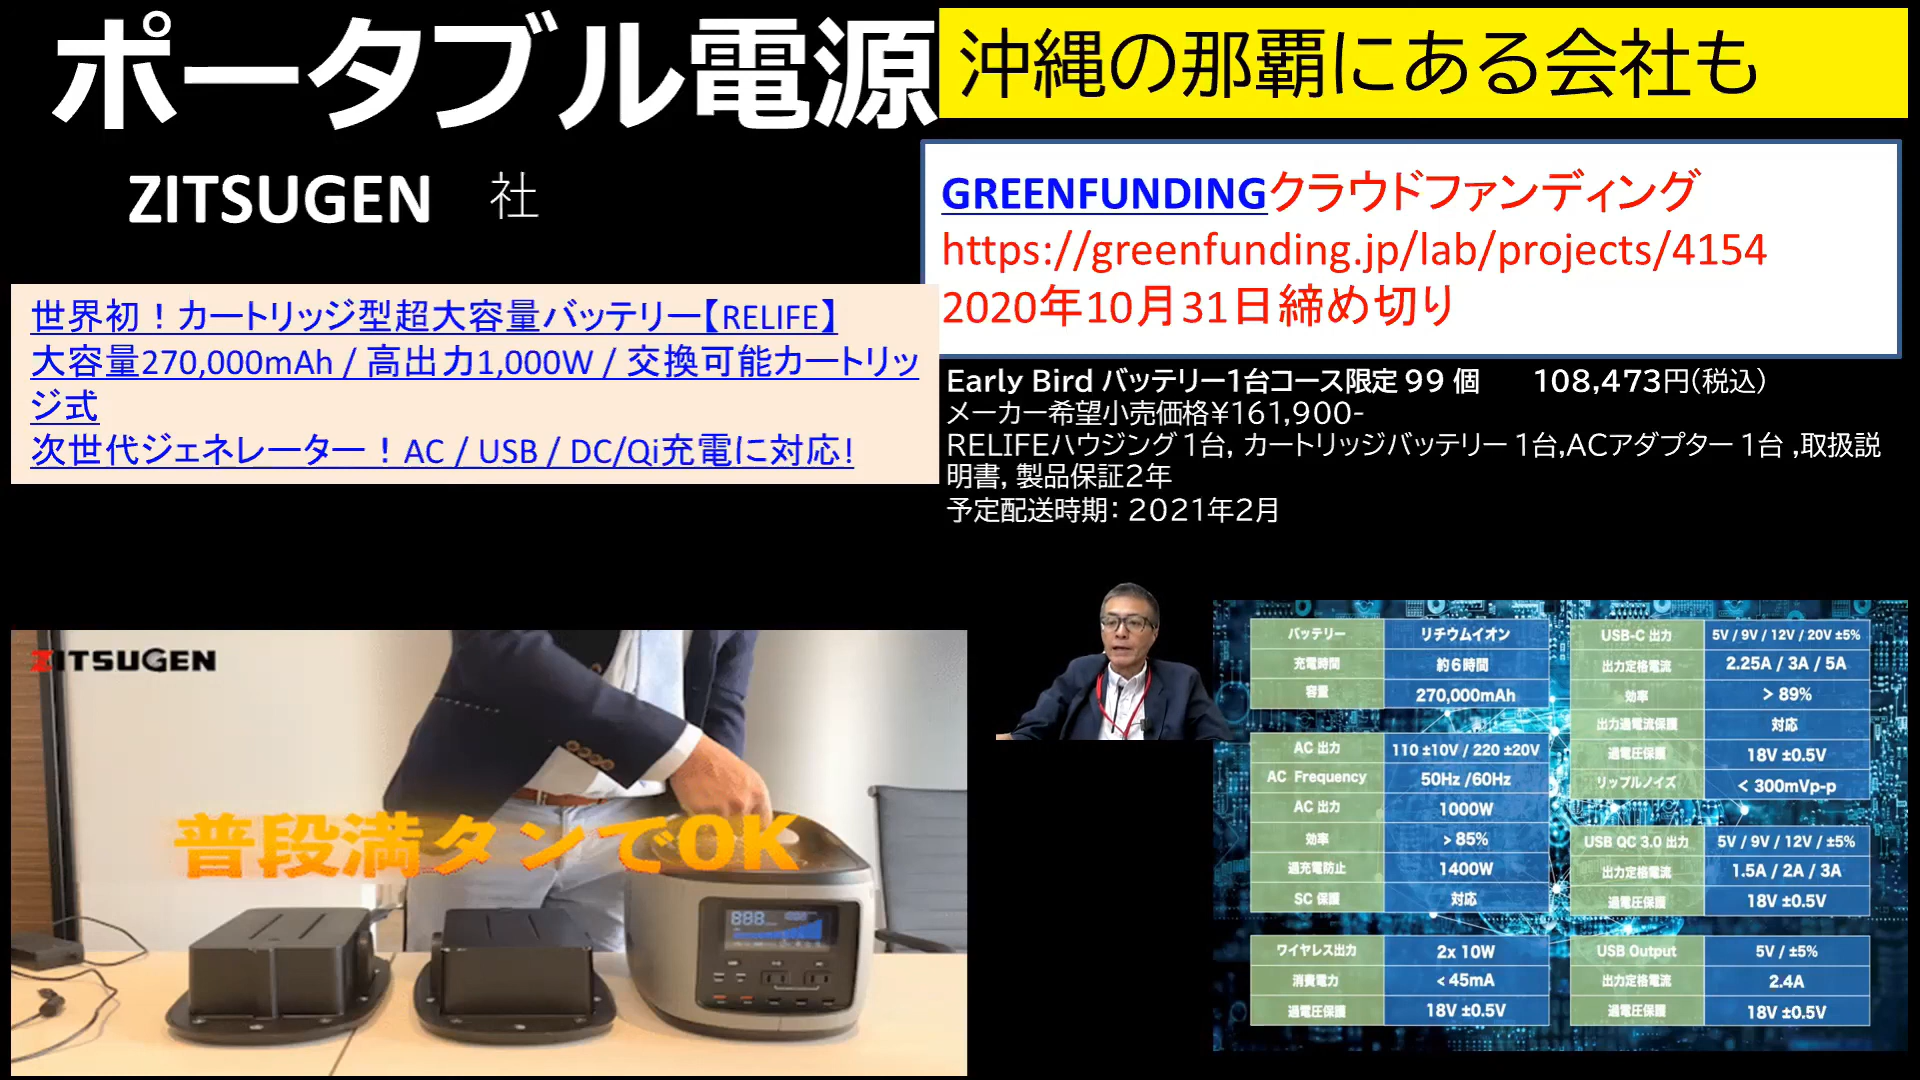 ポータブル電源
沖縄の那覇にある会社も
ZITSUGEN 社
GREENFUNDINGクラウドファンディング
https://greenfunding.jp/lab/projects/4154
2020年10月31日締め切り
世界初！カートリッジ型超大容量バッテリー【RELIFE】
大容量270,000mAh / 高出力1,000W / 交換可能カートリッ
ジ式
次世代ジェネレーター！AC / USB / DC/Qi充電に対応!
Early Bird バッテリー1台コース限定 99 個 108,473円(税込)
メーカー希望小売価格¥161,900-
RELIFEハウジング 1台, カートリッジバッテリー 1台,ACアダプター 1台 ,取扱説
明書, 製品保証2年
予定配送時期： 2021年2月
ZITSUGEN
普段満タンでOK
888
バッテリー リチウムイオン
充電時間 約6時間
容量 270,000mAh
AC 出力 110 ±10V / 220 ±20V
AC Frequency 50Hz /60Hz
AC 出力 1000W
効率 > 85%
過充電防止 1400W
SC 保護 対応
ワイヤレス出力 2x 10W
消費電力 < 45mA
過電圧保護 18V ±0.5V
USB-C 出力 5V / 9V / 12V / 20V ±5%
出力定格電流 2.25A / 3A / 5A
効率 > 89%
出力過電流保護 対応
過電圧保護 18V ±0.5V
リップルノイズ < 300mVp-p
USB QC 3.0 出力 5V / 9V / 12V / ±5%
出力定格電流 1.5A / 2A / 3A
過電圧保護 18V ±0.5V
USB Output 5V / ±5%
出力定格電流 2.4A
過電圧保護 18V ±0.5V